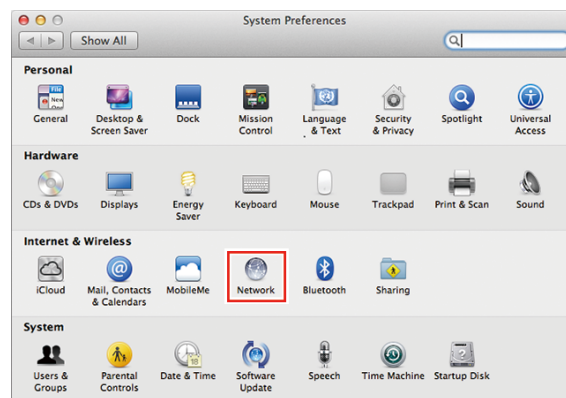 System Preferences
Show All
Personal
General
Desktop &
Screen Saver
Dock
Mission
Control
Language
& Text
Security
& Privacy
Spotlight
Universal
Access
Hardware
CDs & DVDs
Displays
Energy
Saver
Keyboard
Mouse
Trackpad
Print & Scan
Sound
Internet & Wireless
iCloud
Mail, Contacts
& Calendars
MobileMe
Network
Bluetooth
Sharing
System
Users &
Groups
Parental
Controls
Date & Time
Software
Update
Speech
Time Machine
Startup Disk